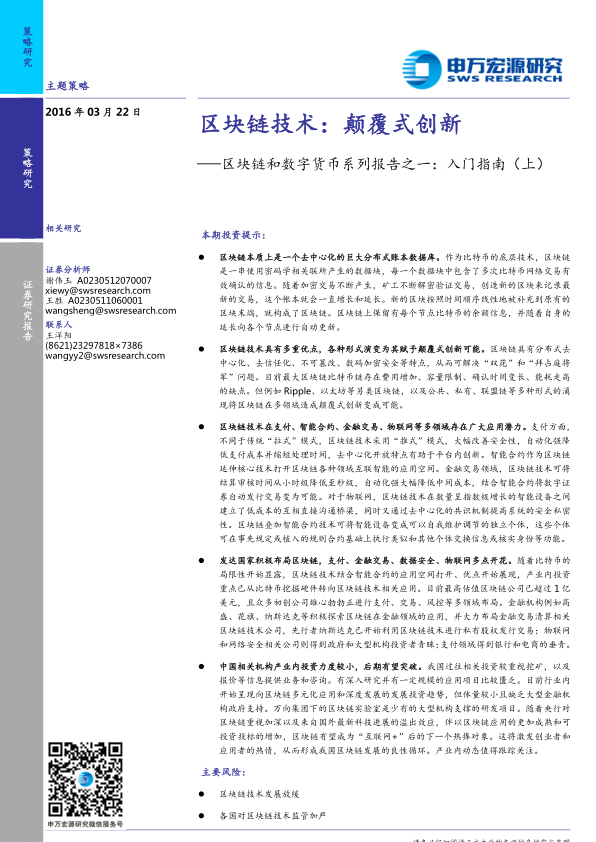 策略研究
申万宏源研究
SWS RESEARCH
主题策略
2016 年 03 月 22 日
区块链技术：颠覆式创新
——区块链和数字货币系列报告之一：入门指南（上）
策略研究
相关研究
证券分析师
谢伟玉 A0230512070007
xiewy@swsresearch.com
王胜 A0230511060001
wangsheng@swsresearch.com
联系人
王洋阳
(8621)23297818×7386
wangyy2@swsresearch.com
证券研究报告
本期投资提示：
● 区块链本质上是一个去中心化的巨大分布式账本数据库。作为比特币的底层技术，区块链
是一串使用密码学相关联所产生的数据块，每一个数据块中包含了多次比特币网络交易有
效确认的信息。随着加密交易不断产生，矿工不断解密验证交易，创造新的区块来记录最
新的交易，这个账本就会一直增长和延长。新的区块按照时间顺序线性地被补充到原有的
区块末端，就构成了区块链。区块链上保留有每个节点比特币的余额信息，并随着自身的
延长向各个节点进行自动更新。
● 区块链技术具有多重优点，各种形式演变为其赋予颠覆式创新可能。区块链具有分布式去
中心化、去信任化、不可篡改、数码加密安全等特点，从而可解决“双花”和“拜占庭将
军”问题。目前最大区块链比特币链存在费用增加、容量限制、确认时间变长、能耗走高
的缺点。但例如 Ripple、以太坊等另类区块链，以及公共、私有、联盟链等多种形式的涌
现将区块链在多领域造成颠覆式创新变成可能。
● 区块链技术在支付、智能合约、金融交易、物联网等多领域存在广大应用潜力。支付方面，
不同于传统“拉式”模式，区块链技术采用“推式”模式，大幅改善安全性，自动化强降
低支付成本并缩短处理时间，去中心化开放特点有助于平台内创新。智能合约作为区块链
延伸核心技术打开区块链各种领域互联智能的应用空间。金融交易领域，区块链技术可将
结算审核时间从小时级降低至秒级，自动化强大幅降低中间成本，结合智能合约将数字证
券自动发行交易变为可能。对于物联网，区块链技术在数量呈指数级增长的智能设备之间
建立了低成本的互相直接沟通桥梁，同时又通过去中心化的共识机制提高系统的安全私密
性。区块链叠加智能合约技术可将智能设备变成可以自我维护调节的独立个体，这些个体
可在事先规定或植入的规则合约基础上执行类似和其他个体交换信息或核实身份等功能。
● 发达国家积极布局区块链，支付、金融交易、数据安全、物联网多点开花。随着比特币的
局限性开始显露，区块链技术结合智能合约的应用空间打开、优点开始展现，产业内投资
重点已从比特币挖掘硬件转向区块链技术相关应用。目前最高估值区块链公司已超过 1 亿
美元，且众多初创公司雄心勃勃正进行支付、交易、风控等多领域布局。金融机构例如高
盛、花旗、纳斯达克等积极探索区块链在金融领域的应用，并大力布局金融交易清算相关
区块链技术公司，先行者纳斯达克已开始利用区块链技术进行私有股权发行交易；物联网
和网络安全相关公司则得到政府和大型机构投资者青睐；支付领域得到银行和电商的垂青。
● 中国相关机构产业内投资力度较小，后期有望突破。我国过往相关投资较重视挖矿，以及
报价等信息提供业务和咨询。有深入研究并有一定规模的应用项目比较匮乏。目前行业内
开始呈现向区块链多元化应用和深度发展的发展投资趋势，但体量较小且缺乏大型金融机
构政府支持。万向集团下的区块链实验室是少有的大型机构支撑的研发项目。随着央行对
区块链重视加深以及来自国外最新科技进展的溢出效应，伴以区块链应用的更加成熟和可
投资投标的增加，区块链有望成为“互联网+”后的下一个热捧对象。这将激发创业者和
应用者的热情，从而形成我国区块链发展的良性循环。产业内动态值得跟踪关注。
主要风险：
● 区块链技术发展放缓
● 各国对区块链技术监管加严
申万宏源研究微信服务号